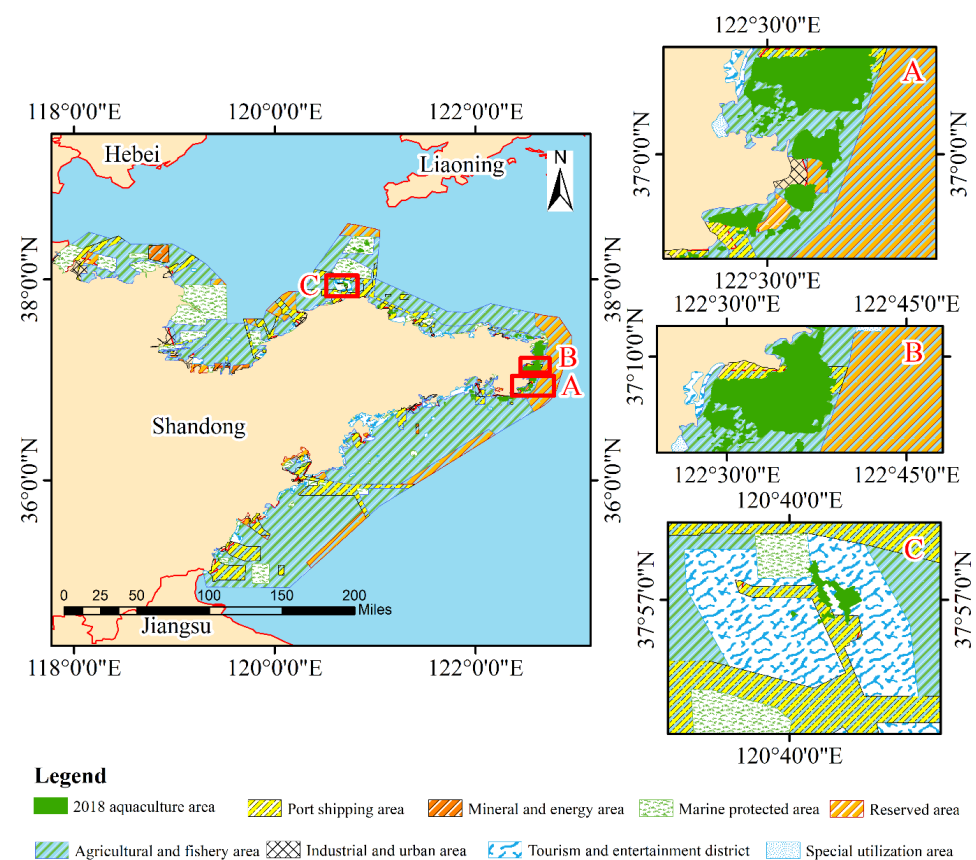 122°30'0"E
A
37°0'0"N
37°0'0"N
122°30'0"E
118°0'0"E
120°0'0"E
122°0'0"E
Hebei
Liaoning
N
38°0'0"N
38°0'0"N
C
B
A
Shandong
36°0'0"N
36°0'0"N
0 25 50 100 150 200
Miles
Jiangsu
118°0'0"E
120°0'0"E
122°0'0"E
122°30'0"E
122°45'0"E
B
37°10'0"N
37°10'0"N
122°30'0"E
122°45'0"E
120°40'0"E
C
37°57'0"N
37°57'0"N
120°40'0"E
Legend
2018 aquaculture area
Port shipping area
Mineral and energy area
Marine protected area
Reserved area
Agricultural and fishery area
Industrial and urban area
Tourism and entertainment district
Special utilization area